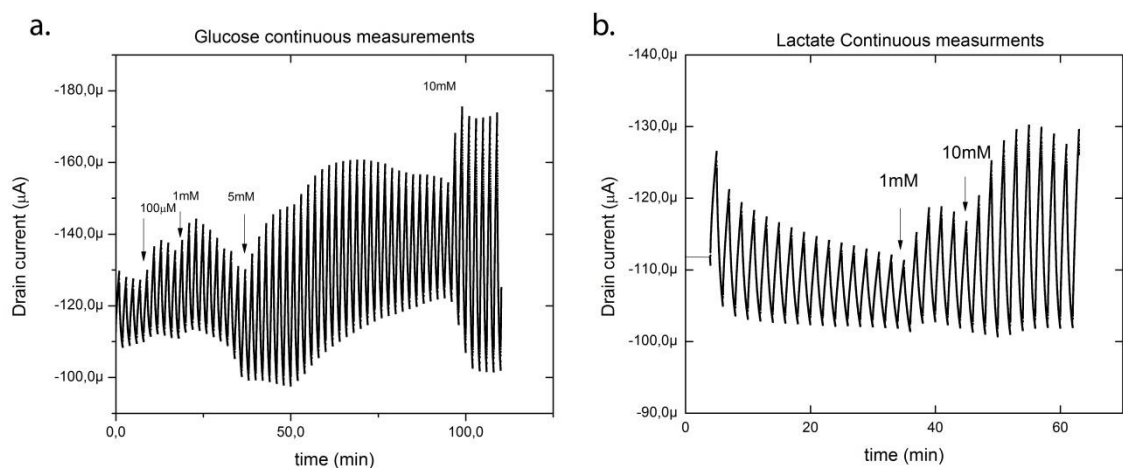 a.
Glucose continuous measurements
Drain current (µA)
-180,0µ
-160,0µ
-140,0µ
-120,0µ
-100,0µ
100µM
1mM
5mM
10mM
0,0
50,0
100,0
time (min)
b.
Lactate Continuous measurments
Drain current (µA)
-140,0µ
-130,0µ
-120,0µ
-110,0µ
-100,0µ
-90,0µ
1mM
10mM
0
20
40
60
time (min)